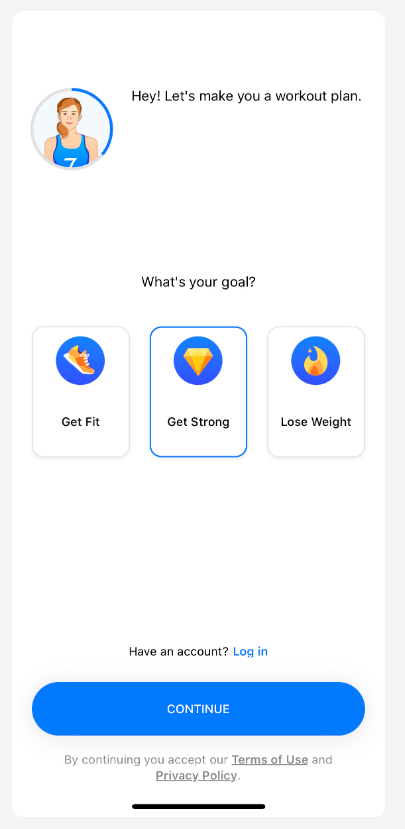 Hey! Let's make you a workout plan.
7
What's your goal?
Get Fit
Get Strong
Lose Weight
Have an account? Log in
CONTINUE
By continuing you accept our Terms of Use and
Privacy Policy.